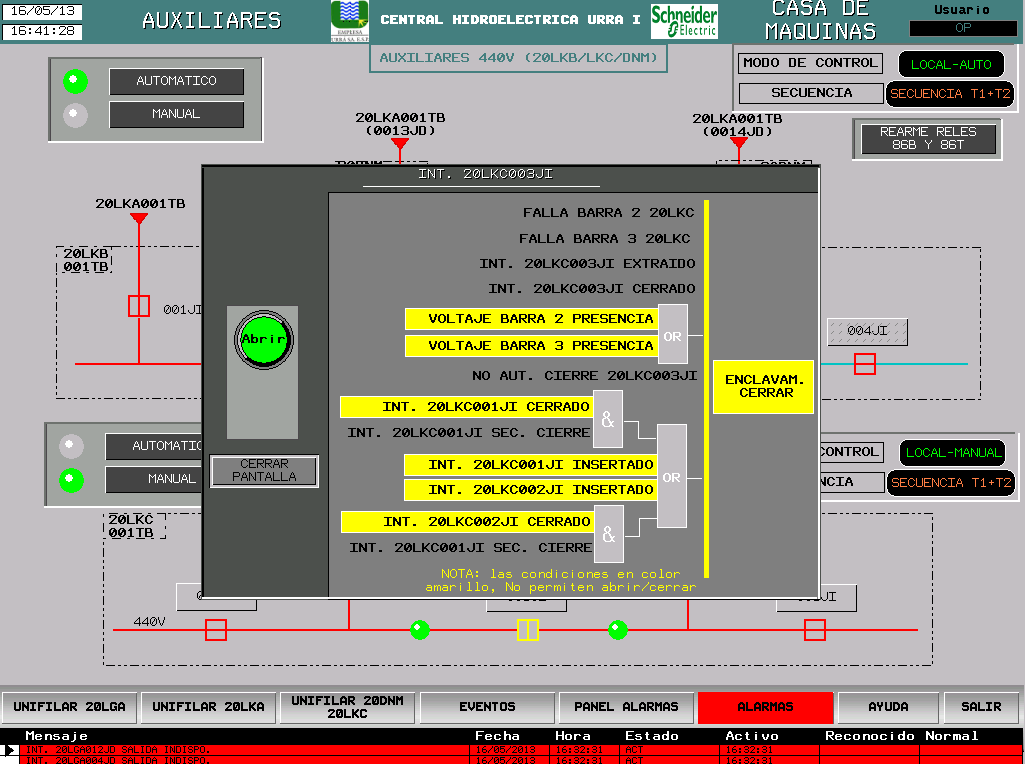 16/05/13
16:41:28
AUXILIARES
EMPRESA
URRA S.A. E.S.P.
CENTRAL HIDROELECTRICA URRA I
Schneider
Electric
CASA DE
MAQUINAS
Usuario
OP
AUXILIARES 440V (20LKB/LKC/DNM)
AUTOMATICO
MANUAL
MODO DE CONTROL
LOCAL-AUTO
SECUENCIA
SECUENCIA T1+T2
REARME RELES
86B Y 86T
20LKA001TB
(0013JD)
20LKA001TB
(0014JD)
20LKA001TB
20LKB
001TB
001JI
004JI
INT. 20LKC003JI
FALLA BARRA 2 20LKC
FALLA BARRA 3 20LKC
INT. 20LKC003JI EXTRAIDO
INT. 20LKC003JI CERRADO
VOLTAJE BARRA 2 PRESENCIA
VOLTAJE BARRA 3 PRESENCIA
OR
NO AUT. CIERRE 20LKC003JI
ENCLAVAM.
CERRAR
INT. 20LKC001JI CERRADO
&
INT. 20LKC001JI SEC. CIERRE
INT. 20LKC001JI INSERTADO
INT. 20LKC002JI INSERTADO
OR
INT. 20LKC002JI CERRADO
&
INT. 20LKC001JI SEC. CIERRE
NOTA: las condiciones en color
amarillo, No permiten abrir/cerrar
Abrir
CERRAR
PANTALLA
AUTOMATIC
MANUAL
CONTROL
LOCAL-MANUAL
NCIA
SECUENCIA T1+T2
20LKC
001TB
440V
UNIFILAR 20LGA
UNIFILAR 20LKA
UNIFILAR 20DNM
20LKC
EVENTOS
PANEL ALARMAS
ALARMAS
AYUDA
SALIR
Mensaje Fecha Hora Estado Activo Reconocido Normal
INT. 20LGA012JD SALIDA INDISPO. 16/05/2013 16:32:31 ACT 16:32:31
INT. 20LGA004JD SALIDA INDISPO. 16/05/2013 16:32:31 ACT 16:32:31